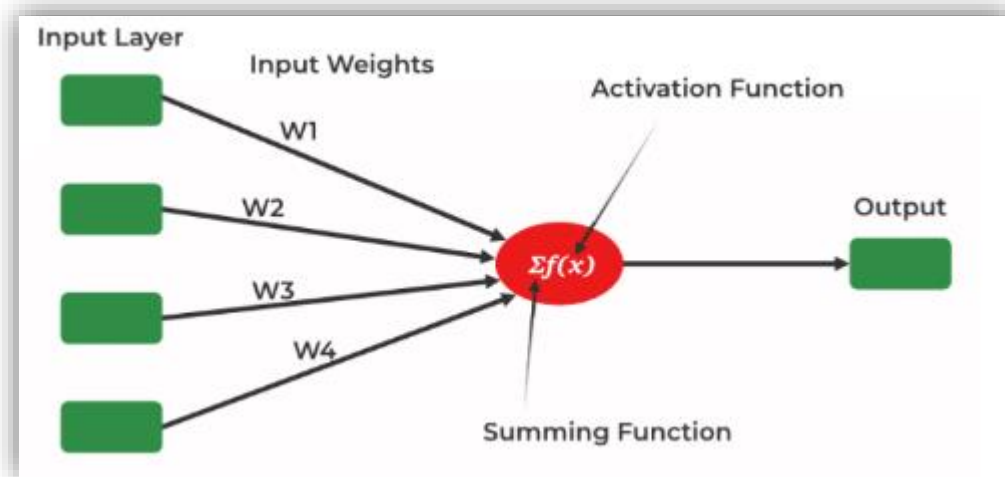 Input Layer
Input Weights
Activation Function
W1
W2
Output
Σf(x)
W3
W4
Summing Function